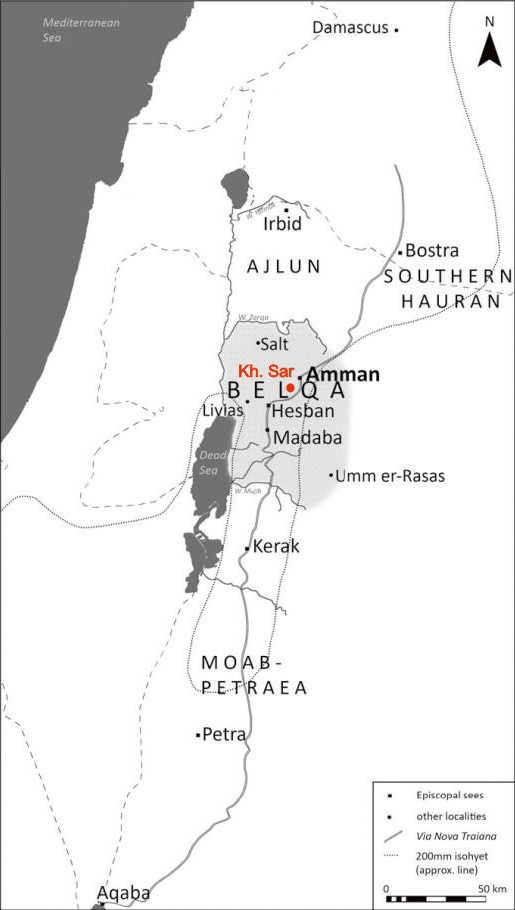 Mediterranean
Sea
Damascus
N
W. Yarmuk
Irbid
AJLUN
Bostra
SOUTHERN
HAURAN
W. Zarqa
Salt
Kh. Sar
Amman
BELQA
Livias
Hesban
Madaba
Dead
Sea
Umm er-Rasas
W. Mujib
Kerak
MOAB-
PETRAEA
Petra
Aqaba
Episcopal sees
other localities
Via Nova Traiana
200mm isohyet
(approx. line)
0
50 km